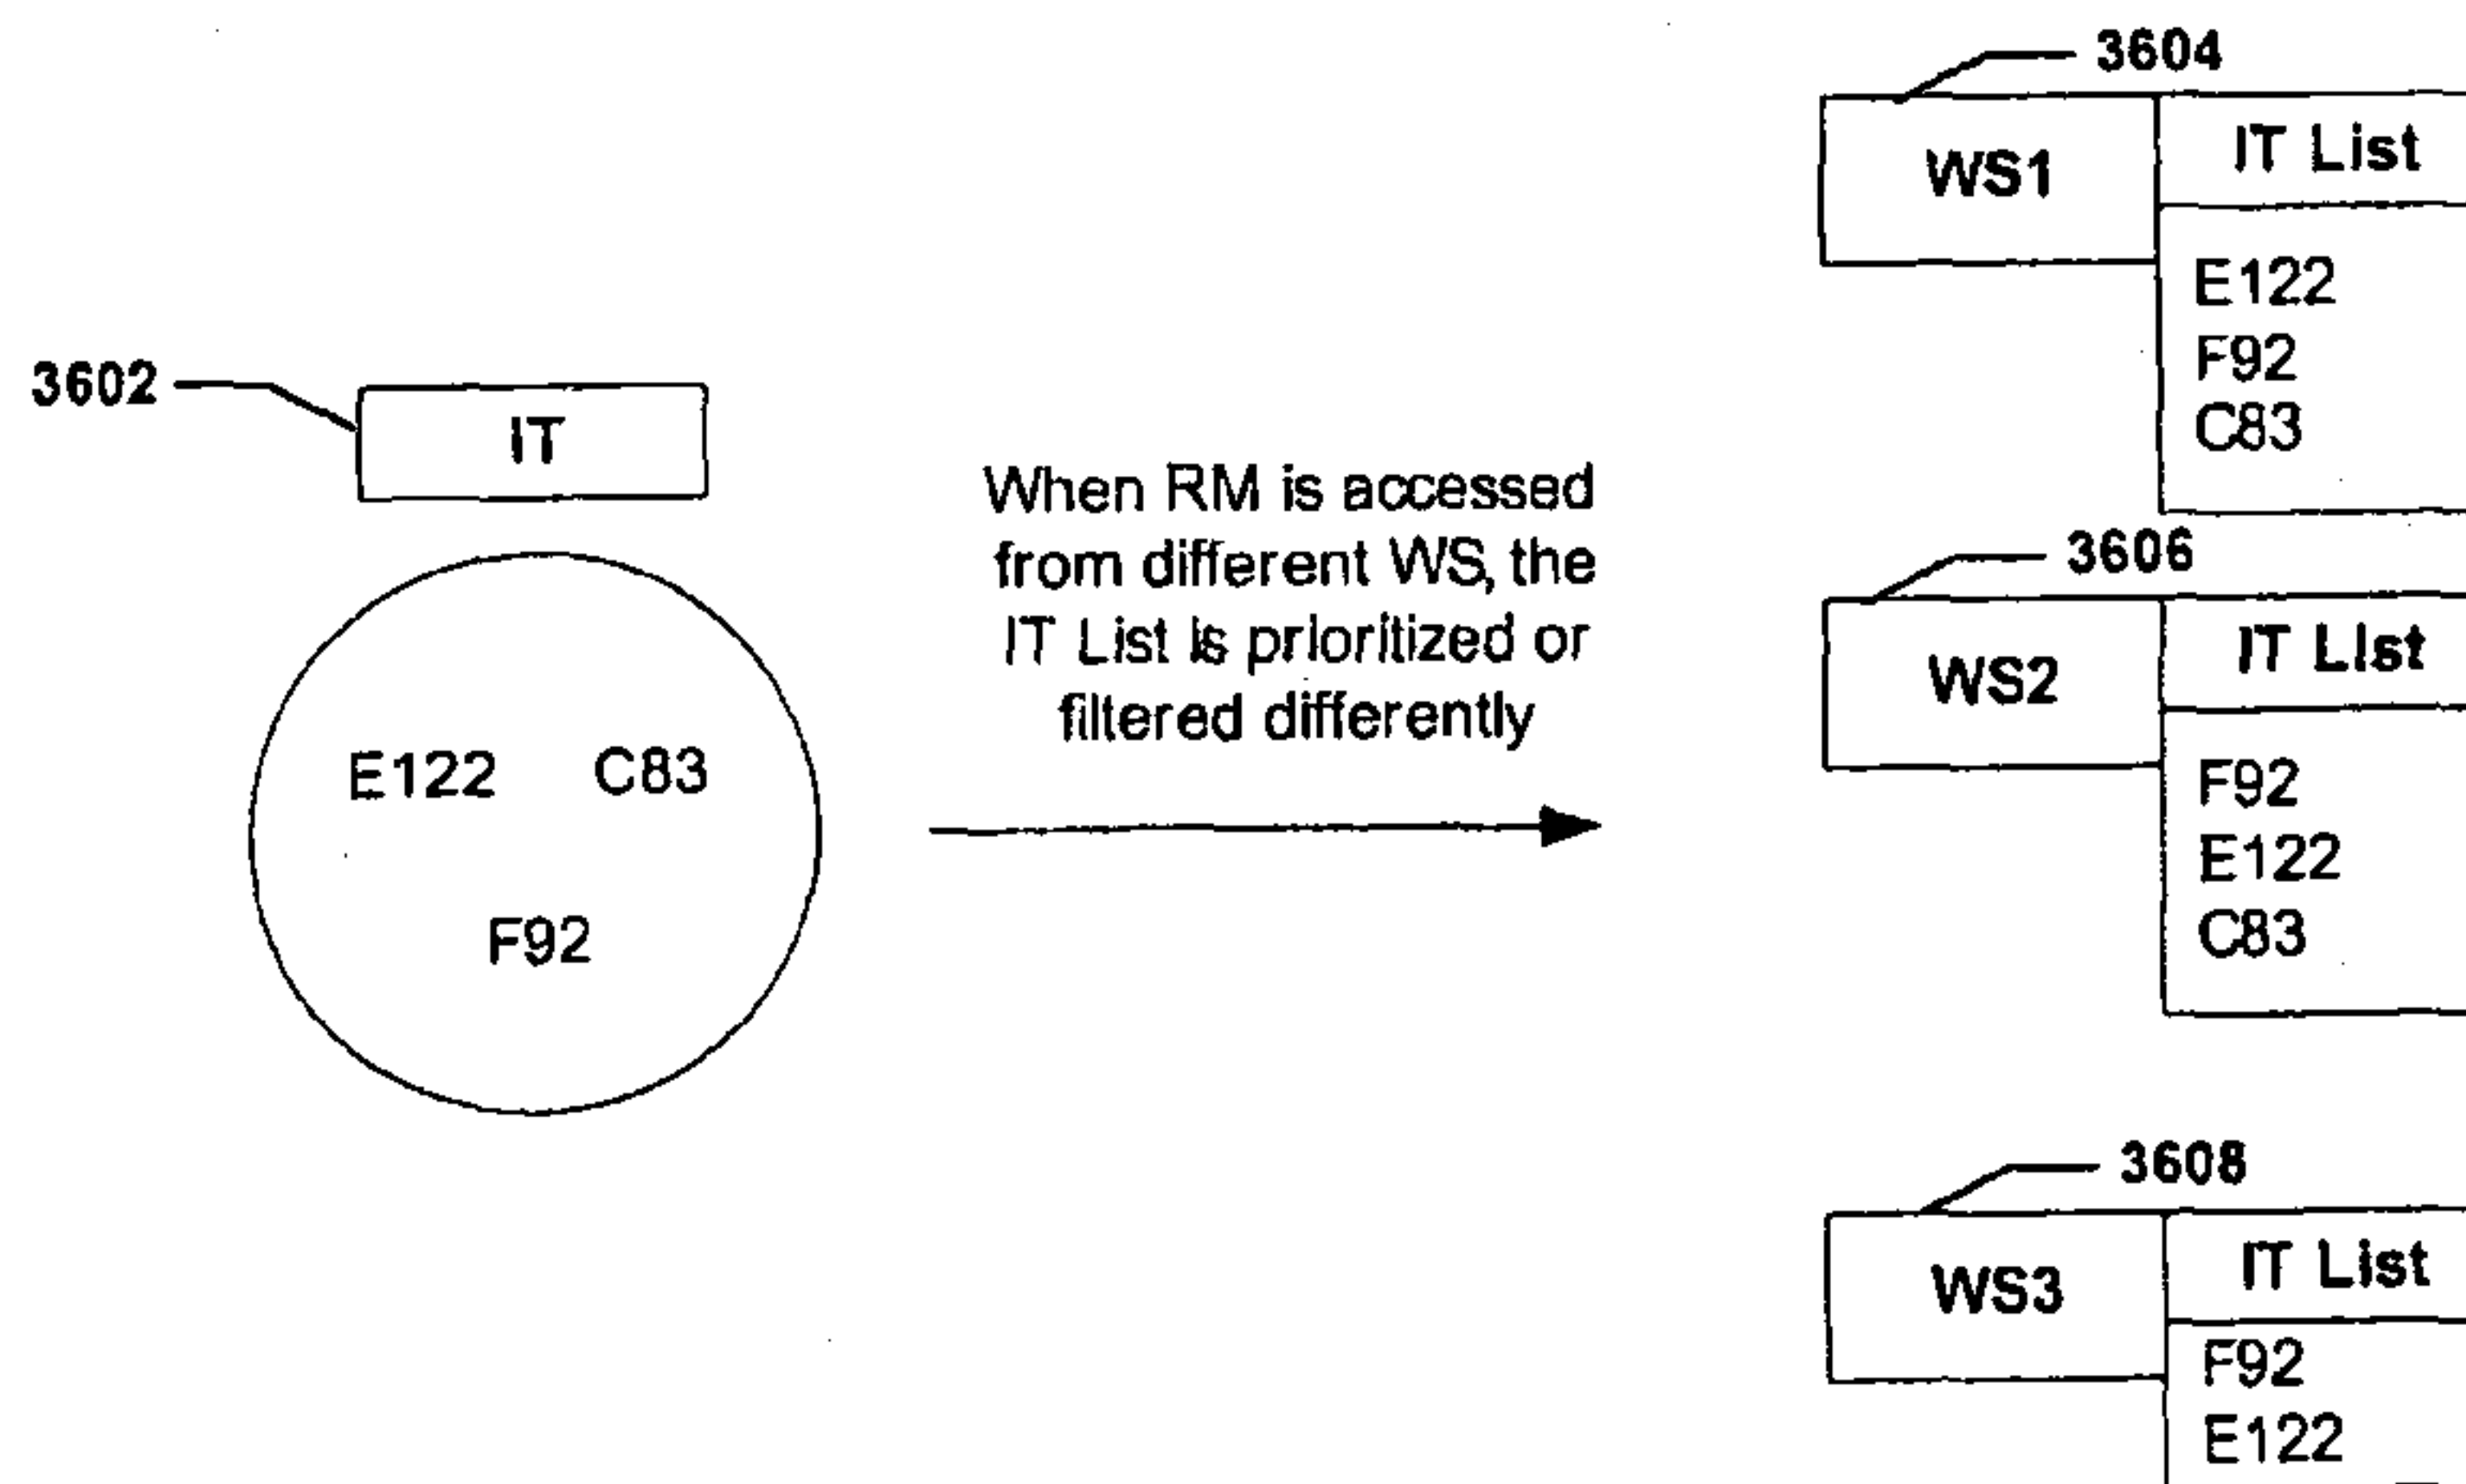 3602
IT
E122 C83
F92
When RM is accessed
from different WS, the
IT List is prioritized or
filtered differently
3604
WS1
IT List
E122
F92
C83
3606
WS2
IT List
F92
E122
C83
3608
WS3
IT List
F92
E122